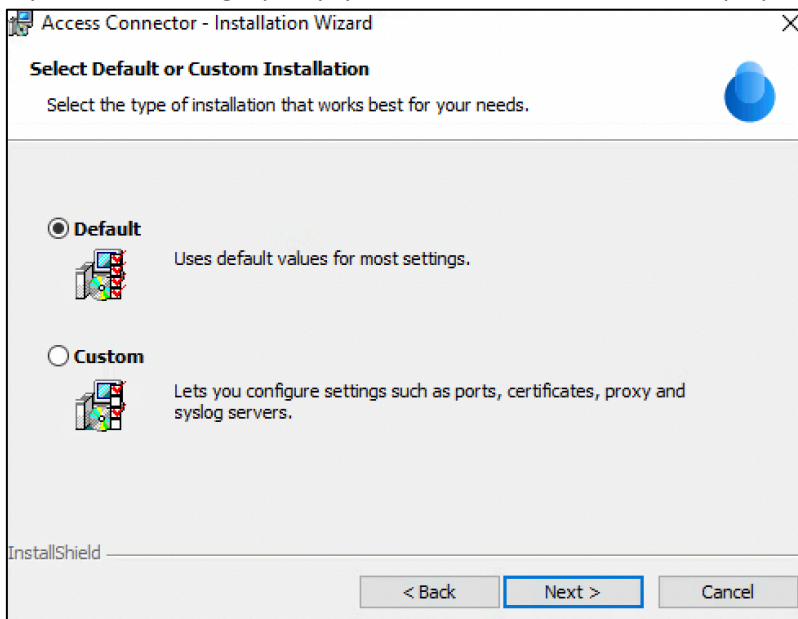 Access Connector - Installation Wizard
Select Default or Custom Installation
Select the type of installation that works best for your needs.
Default
Uses default values for most settings.
Custom
Lets you configure settings such as ports, certificates, proxy and
syslog servers.
InstallShield
< Back Next > Cancel